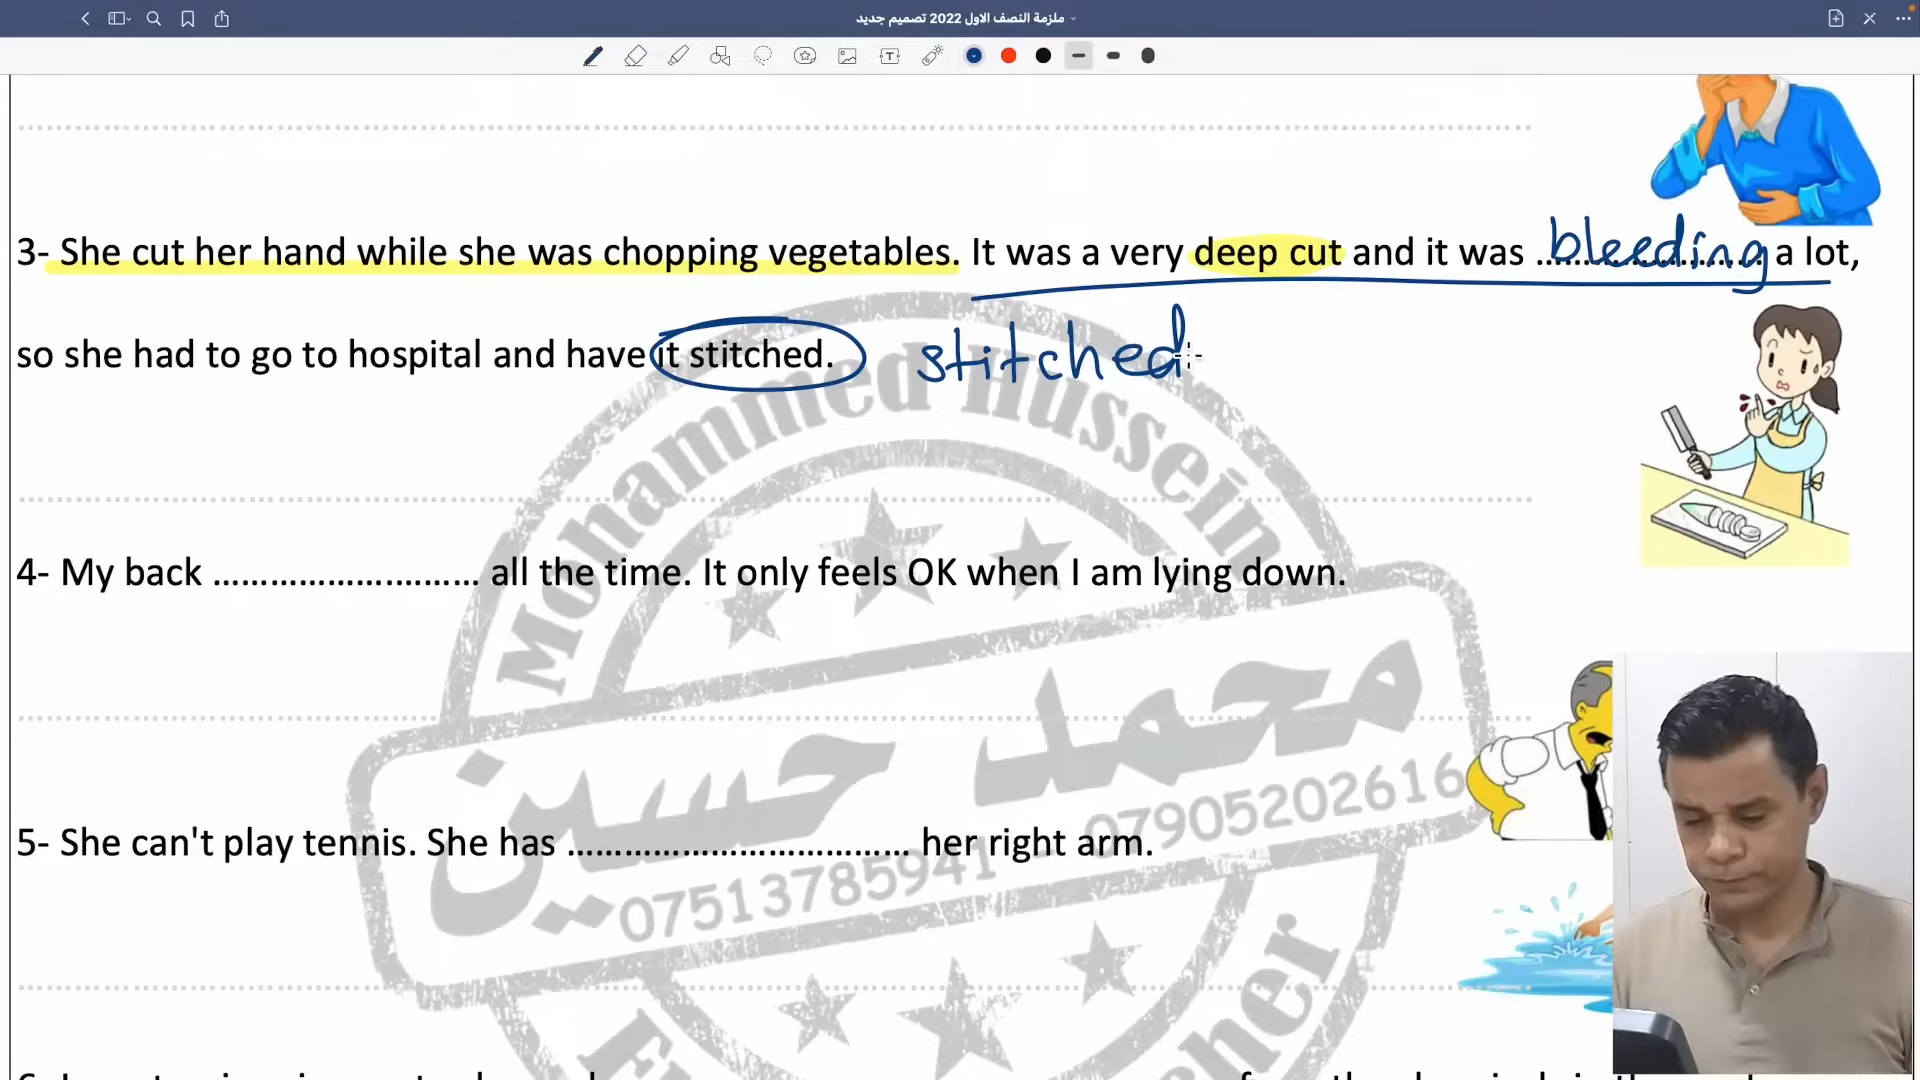 ملزمة النصف الاول 2022 تصميم جديد
3- She cut her hand while she was chopping vegetables. It was a very deep cut and it was ........................ bleeding a lot,
so she had to go to hospital and have it stitched. stitched
4- My back ........................... all the time. It only feels OK when I am lying down.
5- She can't play tennis. She has ................................... her right arm.
Mohammed Hussein
محمد حسين
07513785941 - 07905202616